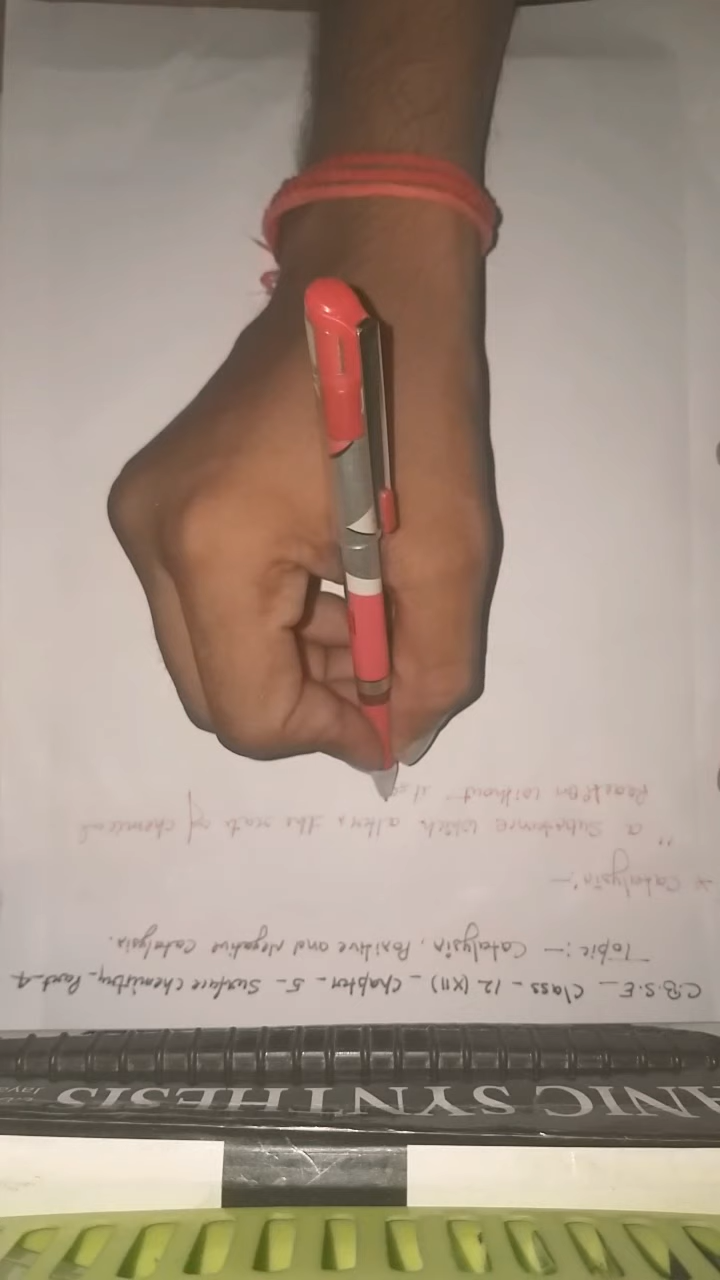 C.B.S.E - Class - 12 (XII) - Chapter - 5 - Surface Chemistry - Part-4
Topic :- Catalysis, Positive and Negative Catalysis.
* Catalysis :-
" a substance which alters the rate of chemical
Reaction without it
ANIC SYNTHESIS